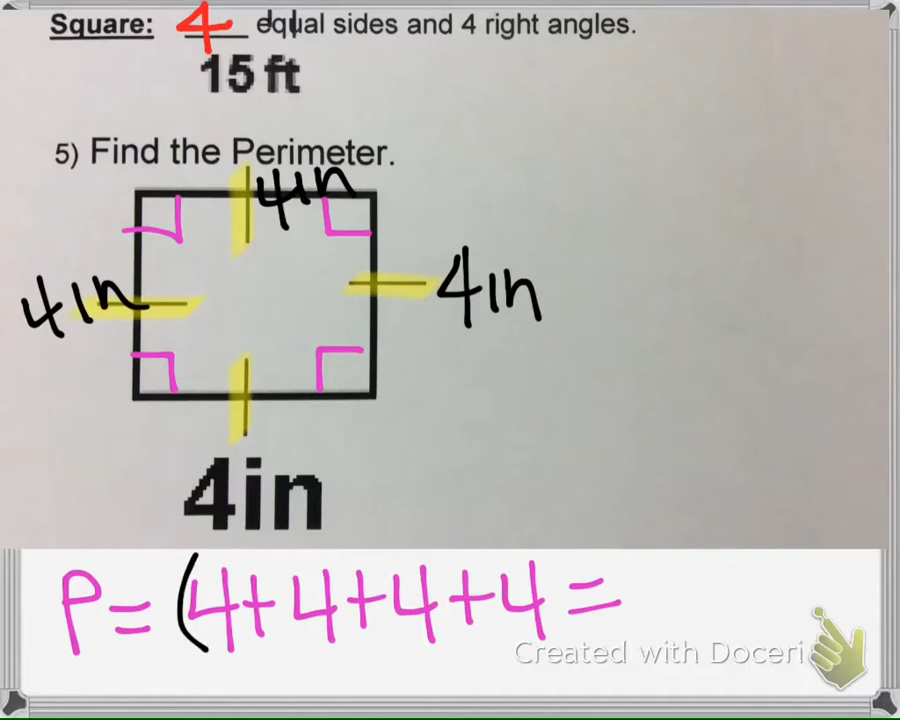 Square: 4 equal sides and 4 right angles.
15 ft
5) Find the Perimeter.
4in
4in
4in
4in
P = (4+4+4+4=
Created with Doceri